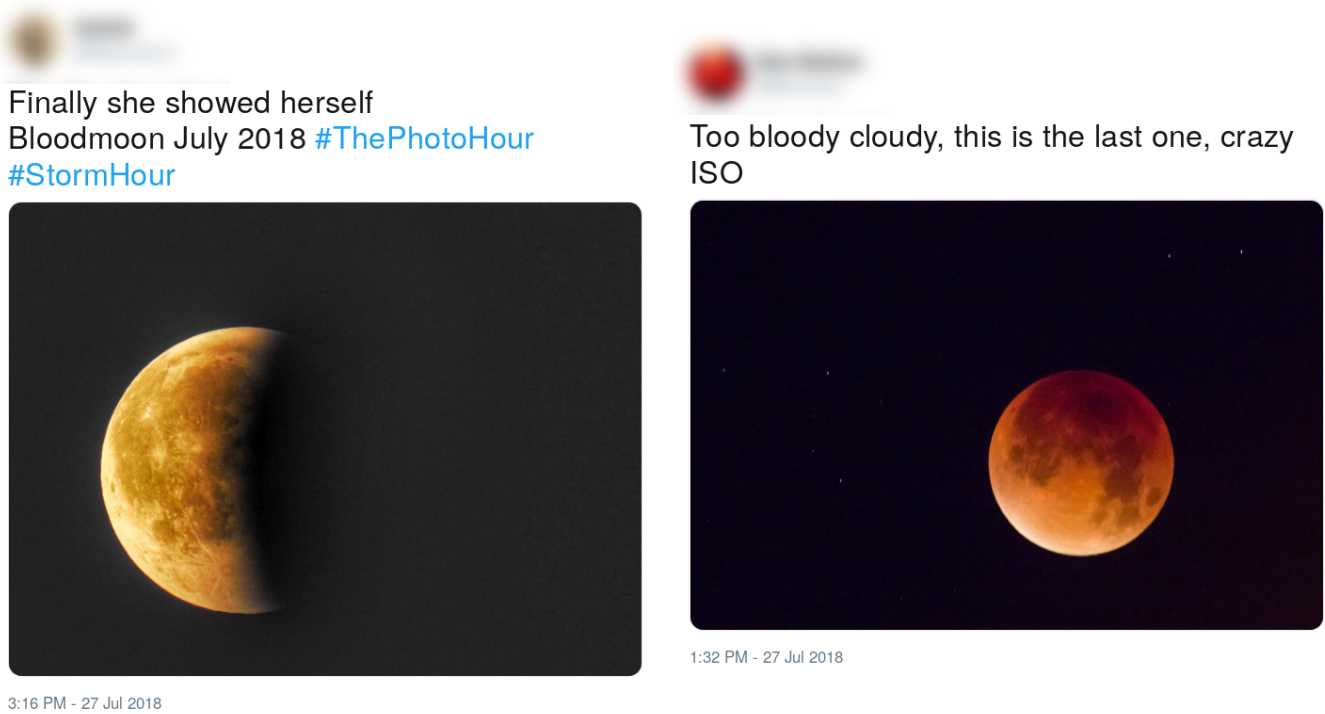 Finally she showed herself
Bloodmoon July 2018 #ThePhotoHour
#StormHour
3:16 PM - 27 Jul 2018
Too bloody cloudy, this is the last one, crazy
ISO
1:32 PM - 27 Jul 2018